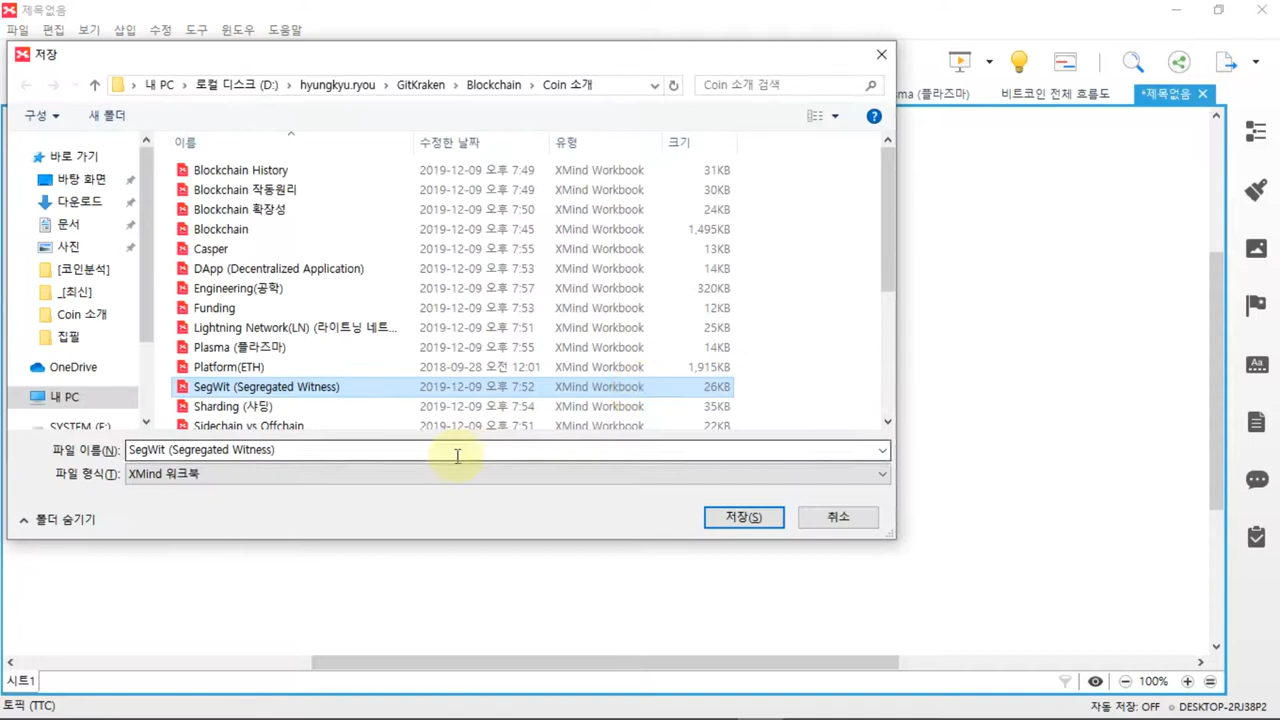 제목없음
파일 편집 보기 삽입 수정 도구 윈도우 도움말
저장
내 PC › 로컬 디스크 (D:) › hyungkyu.ryou › GitKraken › Blockchain › Coin 소개
Coin 소개 검색
ma (플라즈마) 비트코인 전체 흐름도 *제목없음
구성 새 폴더
이름 수정한 날짜 유형 크기
바로 가기
바탕 화면
다운로드
문서
사진
[코인분석]
_[최신]
Coin 소개
집필
OneDrive
내 PC
SYSTEM (F:)
Blockchain History 2019-12-09 오후 7:49 XMind Workbook 31KB
Blockchain 작동원리 2019-12-09 오후 7:49 XMind Workbook 30KB
Blockchain 확장성 2019-12-09 오후 7:50 XMind Workbook 24KB
Blockchain 2019-12-09 오후 7:45 XMind Workbook 1,495KB
Casper 2019-12-09 오후 7:55 XMind Workbook 13KB
DApp (Decentralized Application) 2019-12-09 오후 7:53 XMind Workbook 14KB
Engineering(공학) 2019-12-09 오후 7:57 XMind Workbook 320KB
Funding 2019-12-09 오후 7:53 XMind Workbook 12KB
Lightning Network(LN) (라이트닝 네트... 2019-12-09 오후 7:51 XMind Workbook 25KB
Plasma (플라즈마) 2019-12-09 오후 7:55 XMind Workbook 14KB
Platform(ETH) 2018-09-28 오전 12:01 XMind Workbook 1,915KB
SegWit (Segregated Witness) 2019-12-09 오후 7:52 XMind Workbook 26KB
Sharding (샤딩) 2019-12-09 오후 7:54 XMind Workbook 35KB
Sidechain vs Offchain 2019-12-09 오후 7:51 XMind Workbook 22KB
파일 이름(N): SegWit (Segregated Witness)
파일 형식(T): XMind 워크북
폴더 숨기기 저장(S) 취소
시트1 100%
토픽 (TTC) 자동 저장: OFF DESKTOP-2RJ38P2